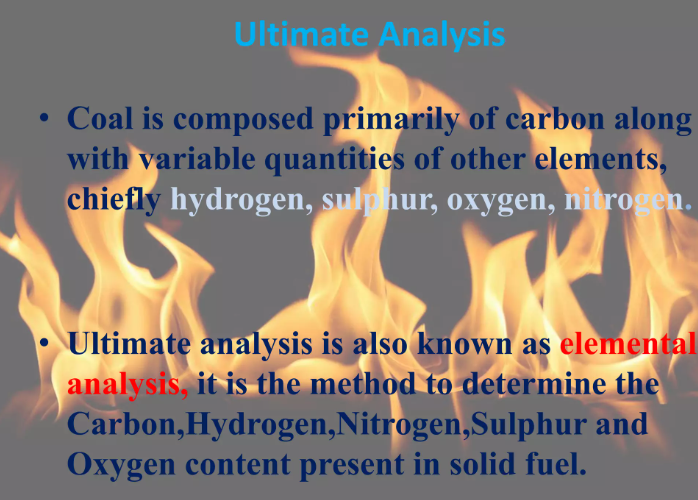 Ultimate Analysis
• Coal is composed primarily of carbon along
with variable quantities of other elements,
chiefly hydrogen, sulphur, oxygen, nitrogen.
• Ultimate analysis is also known as elemental
analysis, it is the method to determine the
Carbon,Hydrogen,Nitrogen,Sulphur and
Oxygen content present in solid fuel.